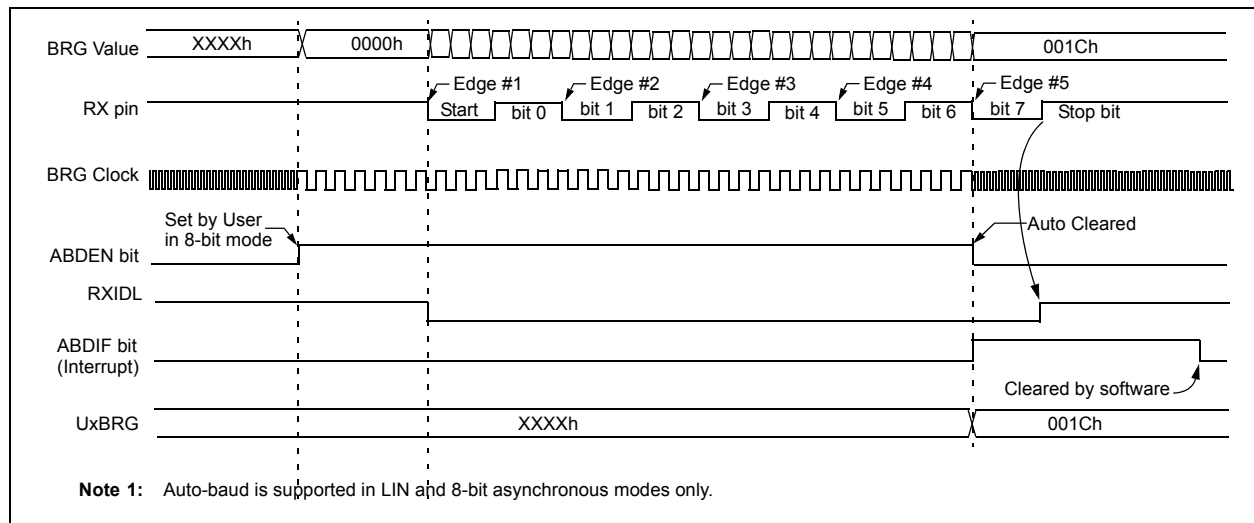 BRG Value XXXXh 0000h 001Ch
Edge #1 Edge #2 Edge #3 Edge #4 Edge #5
RX pin Start bit 0 bit 1 bit 2 bit 3 bit 4 bit 5 bit 6 bit 7 Stop bit
BRG Clock
Set by User
in 8-bit mode
Auto Cleared
ABDEN bit
RXIDL
ABDIF bit
(Interrupt)
Cleared by software
UxBRG XXXXh 001Ch
Note 1: Auto-baud is supported in LIN and 8-bit asynchronous modes only.